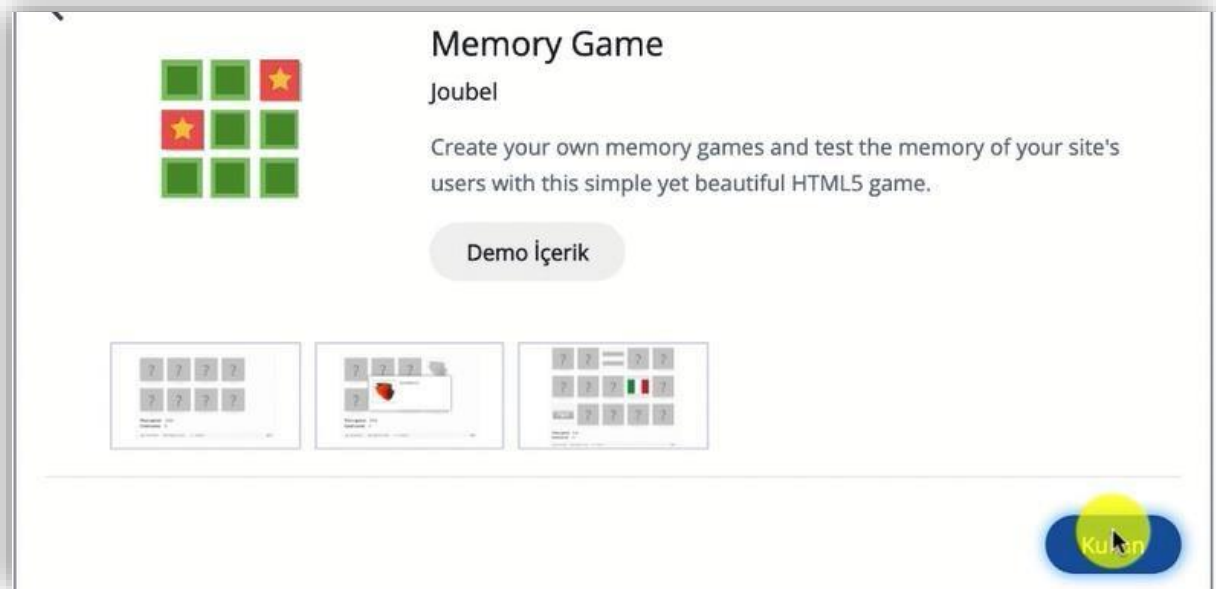 Memory Game
Joubel
Create your own memory games and test the memory of your site's
users with this simple yet beautiful HTML5 game.
Demo İçerik
? ? ? ?
? ? ? ?
? ? ?
?
? ? ? ?
? ? ? ?
? ? ? ?